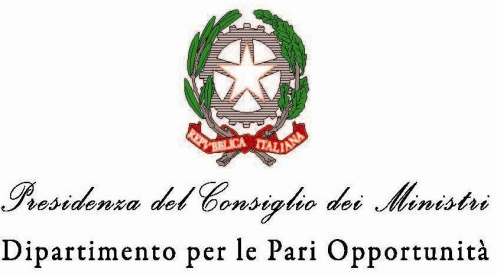 REPVBBLICA ITALIANA
Presidenza del Consiglio dei Ministri
Dipartimento per le Pari Opportunità